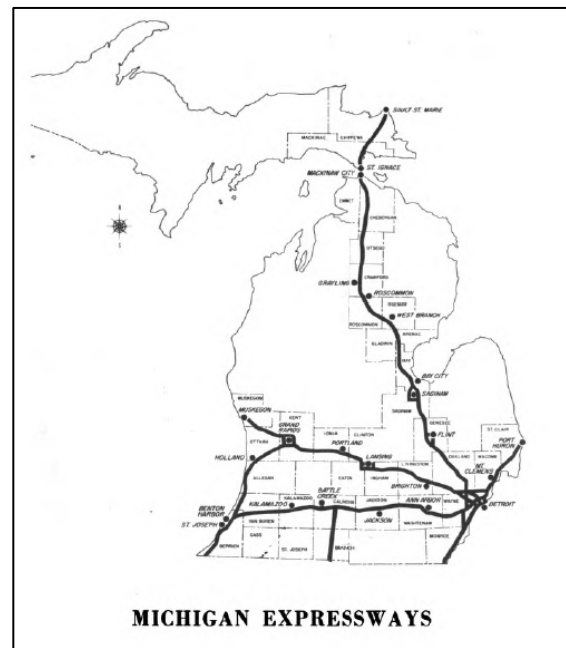 SAULT ST. MARIE
MACKINAC
CHIPPEWA
ST. IGNACE
MACKINAW CITY
EMMET
CHEBOYGAN
OTSEGO
CRAWFORD
GRAYLING
ROSCOMMON
OGEMAW
WEST BRANCH
ROSCOMMON
ARENAC
GLADWIN
BAY
BAY CITY
SAGINAW
SAGINAW
MUSKEGON
MUSKEGON
KENT
GRAND
RAPIDS
IONIA
CLINTON
GENESEE
FLINT
ST. CLAIR
PORT
HURON
OTTAWA
PORTLAND
LANSING
LIVINGSTON
OAKLAND
MACOMB
MT.
CLEMENS
HOLLAND
ALLEGAN
EATON
INGHAM
BRIGHTON
BATTLE
CREEK
KALAMAZOO
KALAMAZOO
CALHOUN
JACKSON
ANN ARBOR
WAYNE
DETROIT
BENTON
HARBOR
ST. JOSEPH
VAN BUREN
JACKSON
WASHTENAW
BERRIEN
CASS
ST. JOSEPH
BRANCH
MONROE
MICHIGAN EXPRESSWAYS